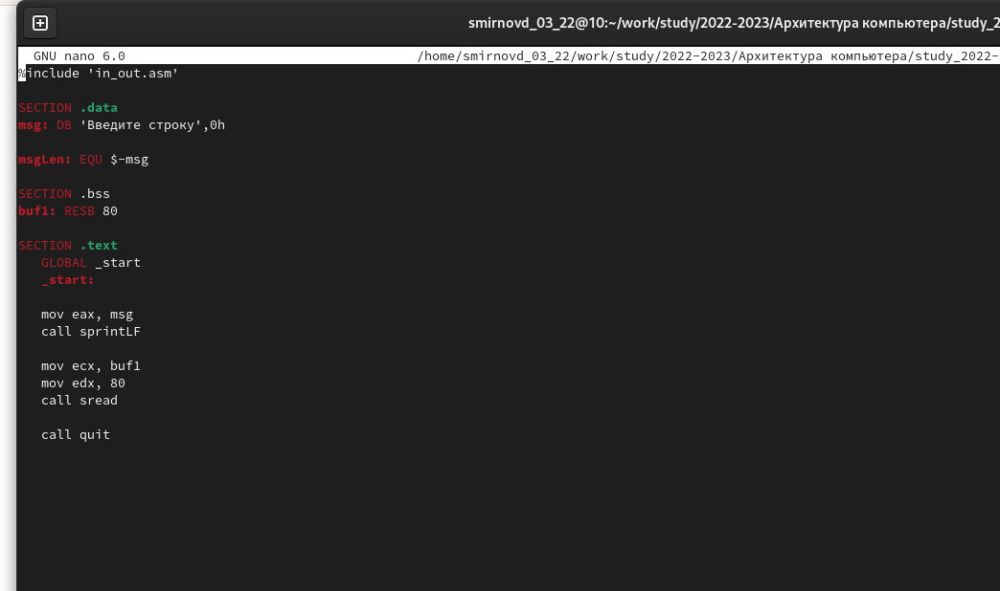 smirnovd_03_22@10:~/work/study/2022-2023/Архитектура компьютера/study_2
GNU nano 6.0 /home/smirnovd_03_22/work/study/2022-2023/Архитектура компьютера/study_2022-
%include 'in_out.asm'
SECTION .data
msg: DB 'Введите строку',0h
msgLen: EQU $-msg
SECTION .bss
buf1: RESB 80
SECTION .text
GLOBAL _start
_start:
mov eax, msg
call sprintLF
mov ecx, buf1
mov edx, 80
call sread
call quit